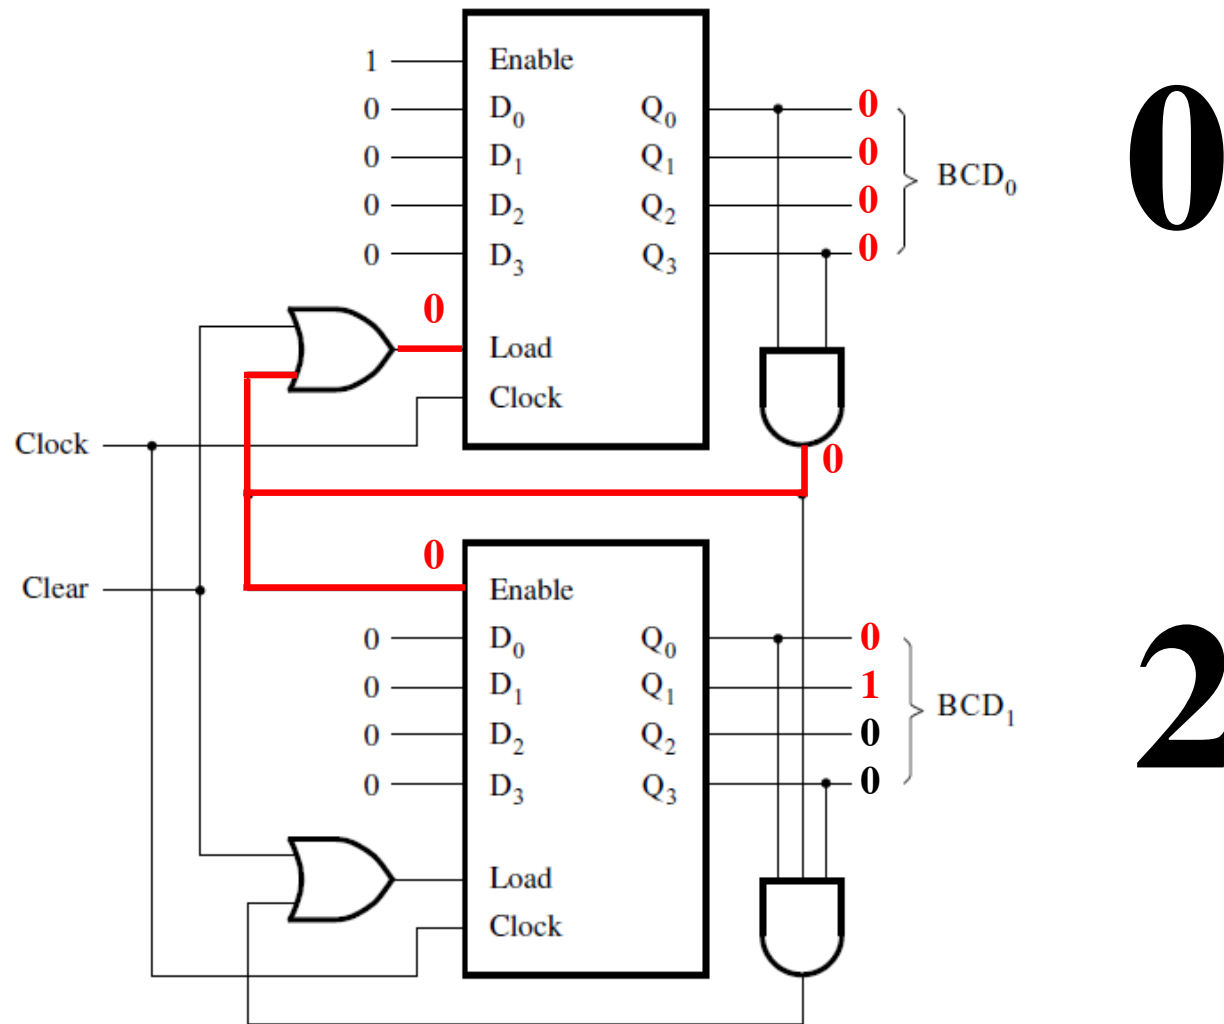 1 Enable
0 D0 Q0 0
0 D1 Q1 0 BCD0 0
0 D2 Q2 0
0 D3 Q3 0
0
Load
Clock
Clock 0
0
Clear Enable
0 D0 Q0 0
0 D1 Q1 1 BCD1 2
0 D2 Q2 0
0 D3 Q3 0
Load
Clock